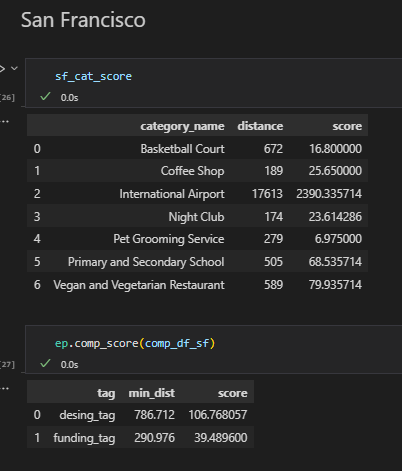 San Francisco
sf_cat_score
[26] ✓ 0.0s
...
category_name distance score
0 Basketball Court 672 16.800000
1 Coffee Shop 189 25.650000
2 International Airport 17613 2390.335714
3 Night Club 174 23.614286
4 Pet Grooming Service 279 6.975000
5 Primary and Secondary School 505 68.535714
6 Vegan and Vegetarian Restaurant 589 79.935714
ep.comp_score(comp_df_sf)
[27] ✓ 0.0s
...
tag min_dist score
0 desing_tag 786.712 106.768057
1 funding_tag 290.976 39.489600